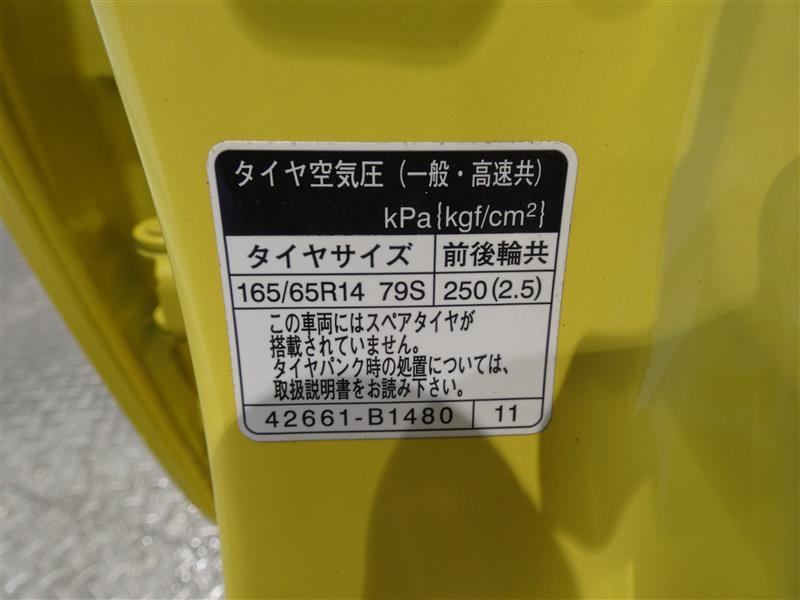 タイヤ空気圧（一般・高速共）
kPa{kgf/cm²}
タイヤサイズ 前後輪共
165/65R14 79S 250(2.5)
この車両にはスペアタイヤが
搭載されていません。
タイヤパンク時の処置については、
取扱説明書をお読み下さい。
42661-B1480 11